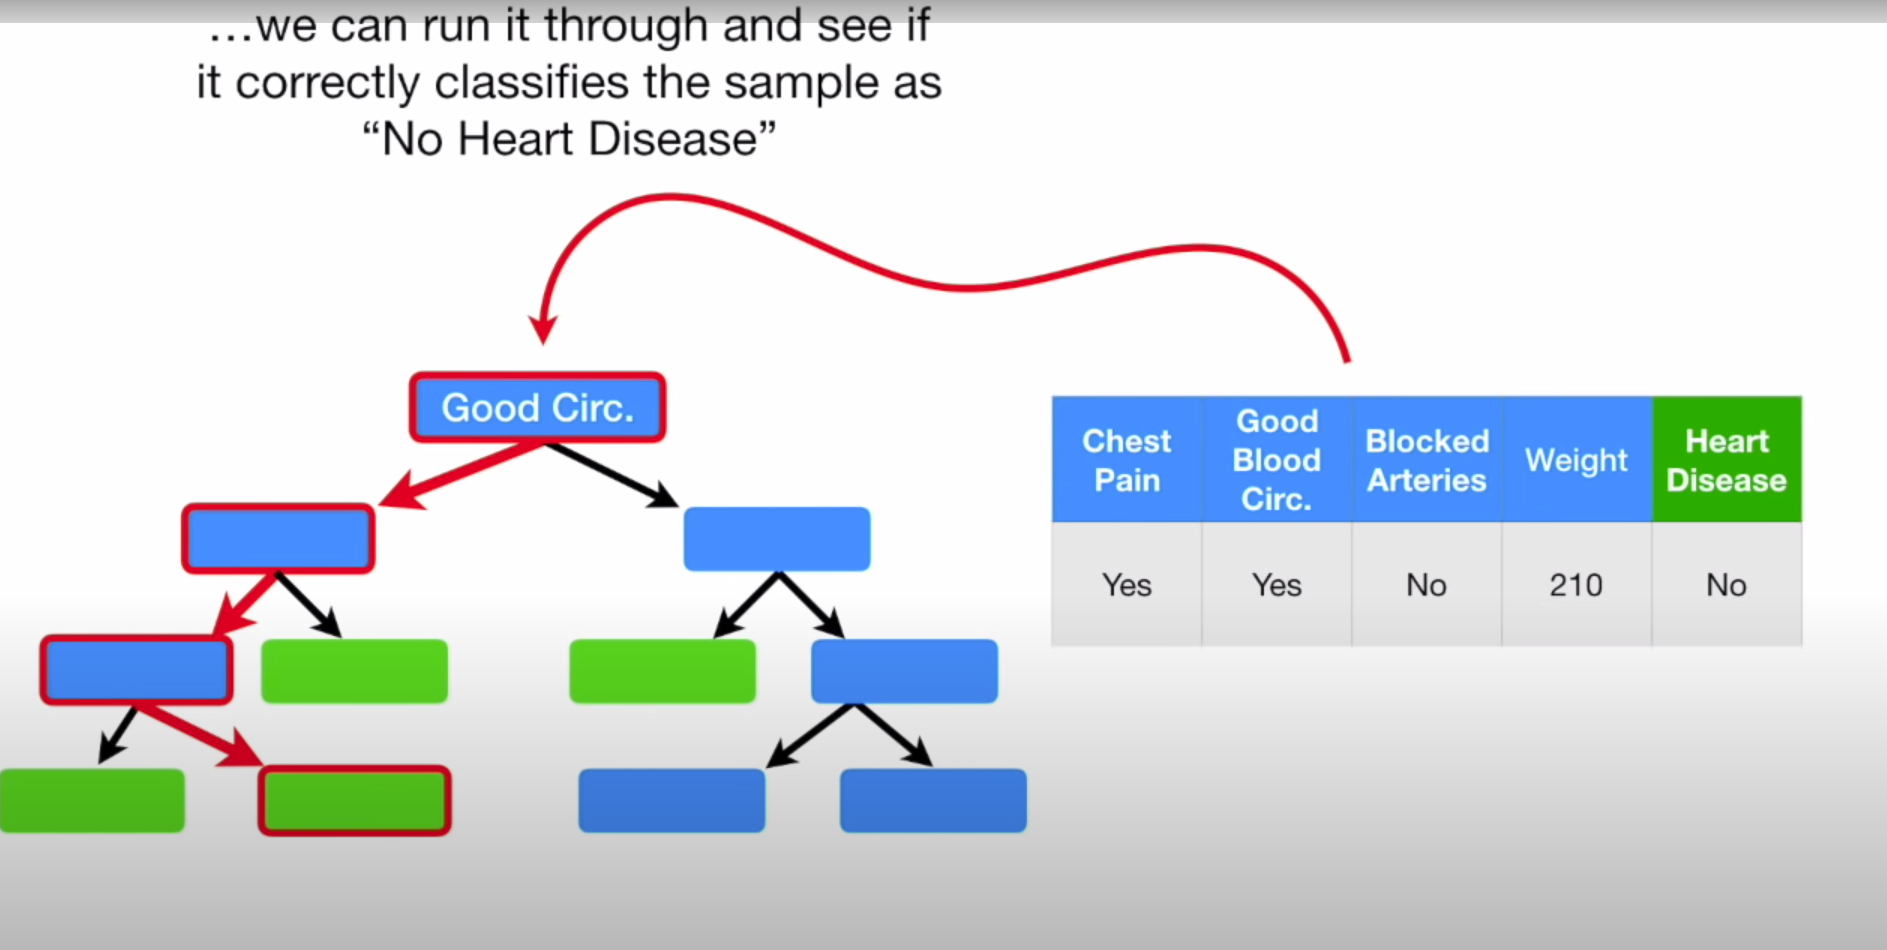 ...we can run it through and see if
it correctly classifies the sample as
“No Heart Disease”
Good Circ.
Chest
Pain
Good
Blood
Circ.
Blocked
Arteries
Weight
Heart
Disease
Yes
Yes
No
210
No